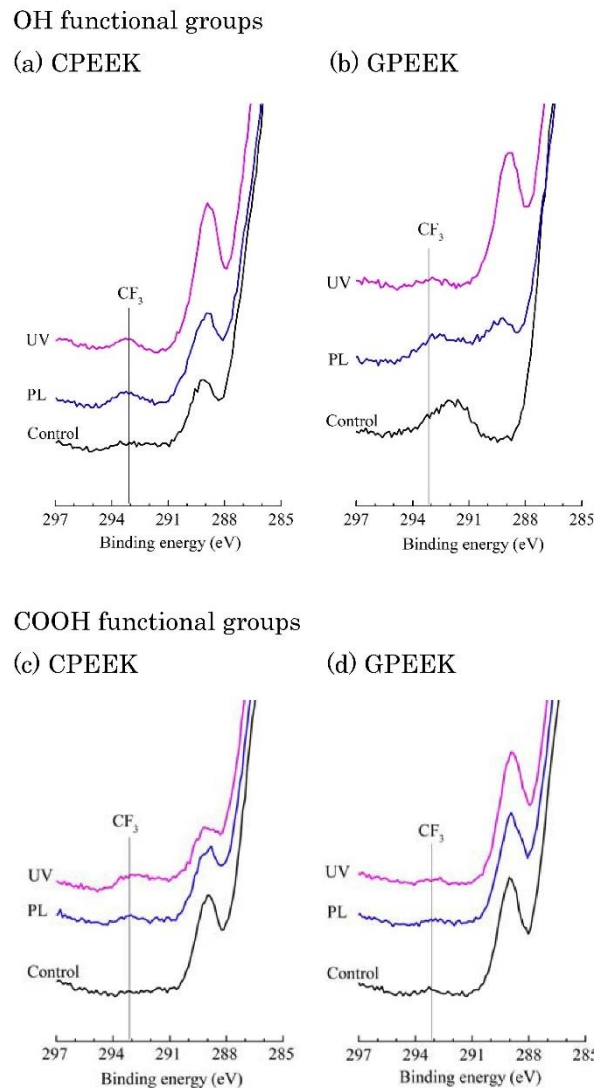 OH functional groups
(a) CPEEK
(b) GPEEK
CF3
UV
PL
Control
297 294 291 288 285
Binding energy (eV)
CF3
UV
PL
Control
297 294 291 288 285
Binding energy (eV)
COOH functional groups
(c) CPEEK
(d) GPEEK
CF3
UV
PL
Control
297 294 291 288 285
Binding energy (eV)
CF3
UV
PL
Control
297 294 291 288 285
Binding energy (eV)